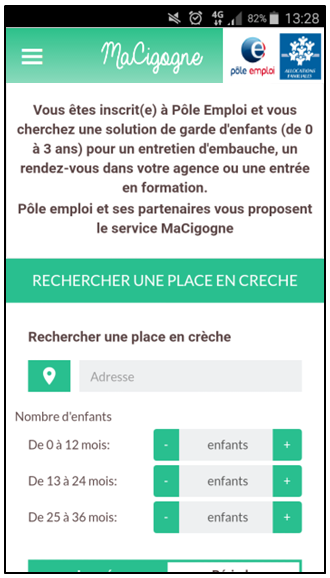 4G 82% 13:28
MaCigogne
pôle emploi
ALLOCATIONS
FAMILIALES
Vous êtes inscrit(e) à Pôle Emploi et vous
cherchez une solution de garde d'enfants (de 0
à 3 ans) pour un entretien d'embauche, un
rendez-vous dans votre agence ou une entrée
en formation.
Pôle emploi et ses partenaires vous proposent
le service MaCigogne
RECHERCHER UNE PLACE EN CRECHE
Rechercher une place en crèche
Adresse
Nombre d'enfants
De 0 à 12 mois: - enfants +
De 13 à 24 mois: - enfants +
De 25 à 36 mois: - enfants +